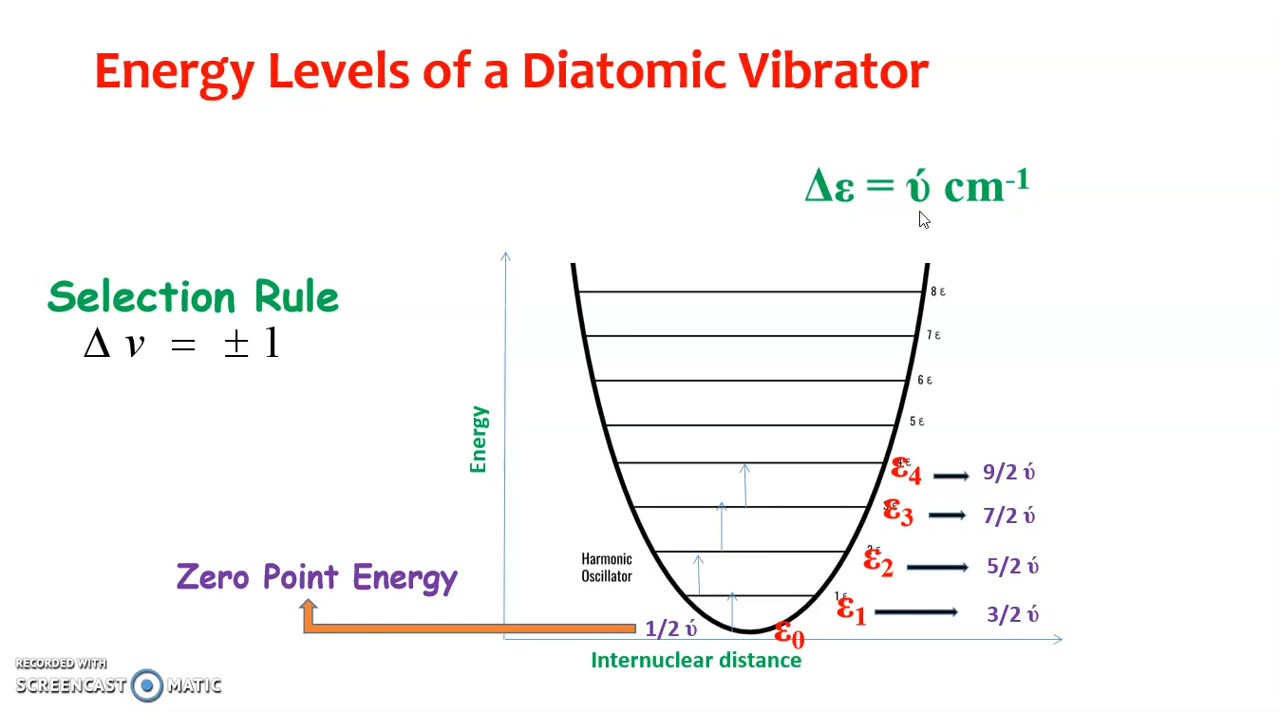 Energy Levels of a Diatomic Vibrator
Δε = ύ cm-1
Selection Rule
Δ v = ± 1
8 ε
7 ε
6 ε
5 ε
Energy
ε4
9/2 ύ
ε3
7/2 ύ
Harmonic
Oscillator
ε2
5/2 ύ
Zero Point Energy
1ε
ε1
3/2 ύ
1/2 ύ
ε0
Internuclear distance
RECORDED WITH
SCREENCAST MATIC